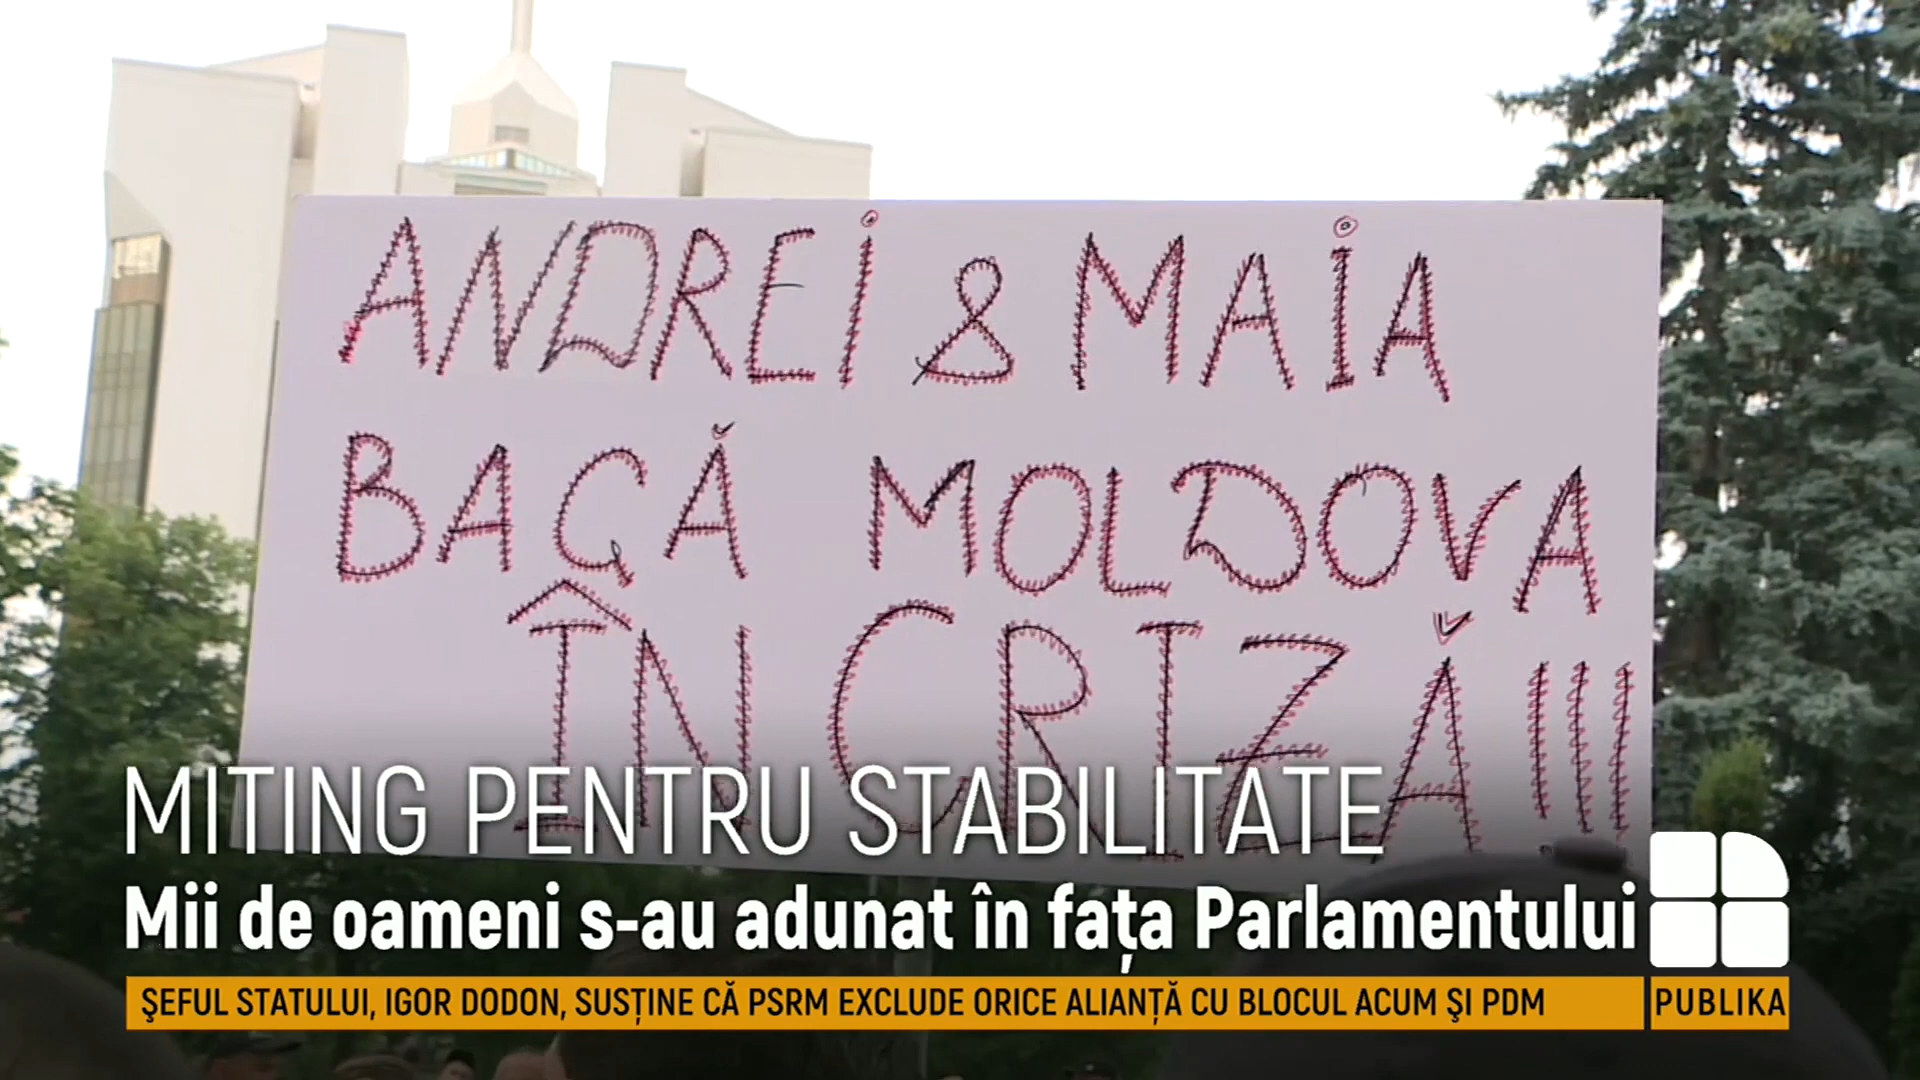 ANDREI & MAIA
BAGĂ MOLDOVA
ÎN CRIZĂ!!!
MITING PENTRU STABILITATE
Mii de oameni s-au adunat în fața Parlamentului
ŞEFUL STATULUI, IGOR DODON, SUSȚINE CĂ PSRM EXCLUDE ORICE ALIANȚĂ CU BLOCUL ACUM ŞI PDM
PUBLIKA